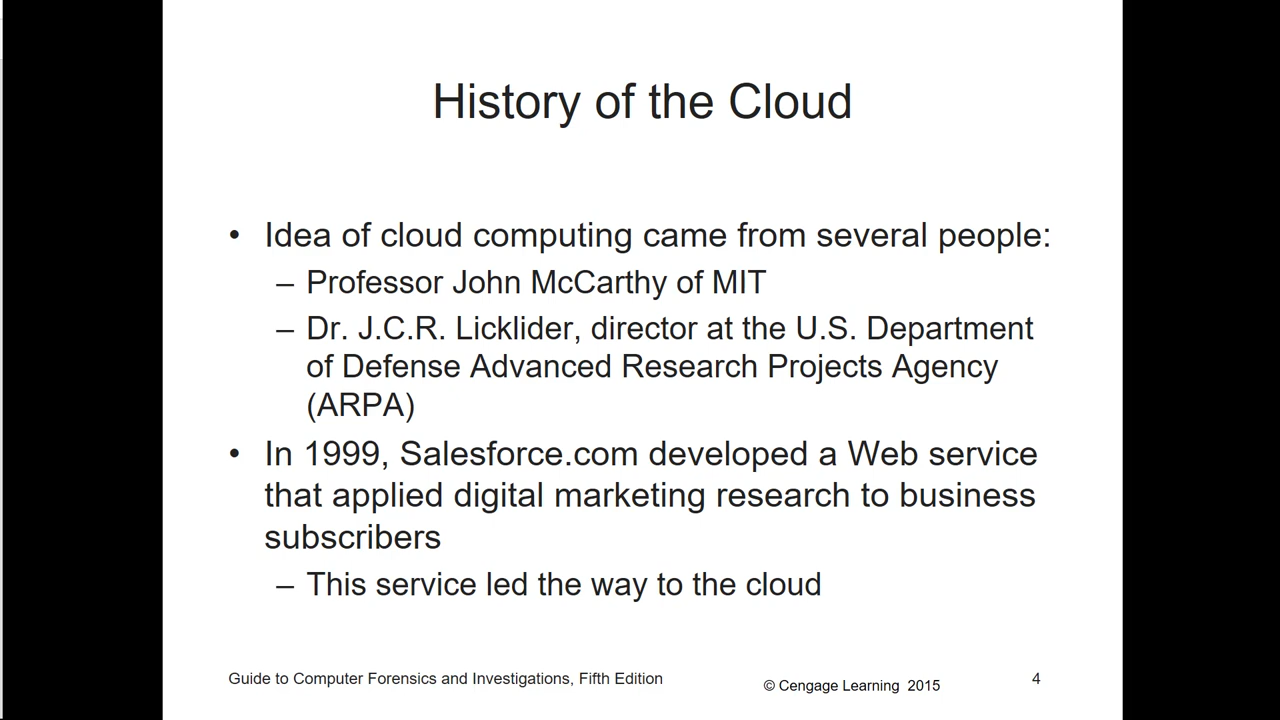 History of the Cloud
• Idea of cloud computing came from several people:
– Professor John McCarthy of MIT
– Dr. J.C.R. Licklider, director at the U.S. Department
of Defense Advanced Research Projects Agency
(ARPA)
• In 1999, Salesforce.com developed a Web service
that applied digital marketing research to business
subscribers
– This service led the way to the cloud
Guide to Computer Forensics and Investigations, Fifth Edition
© Cengage Learning 2015
4